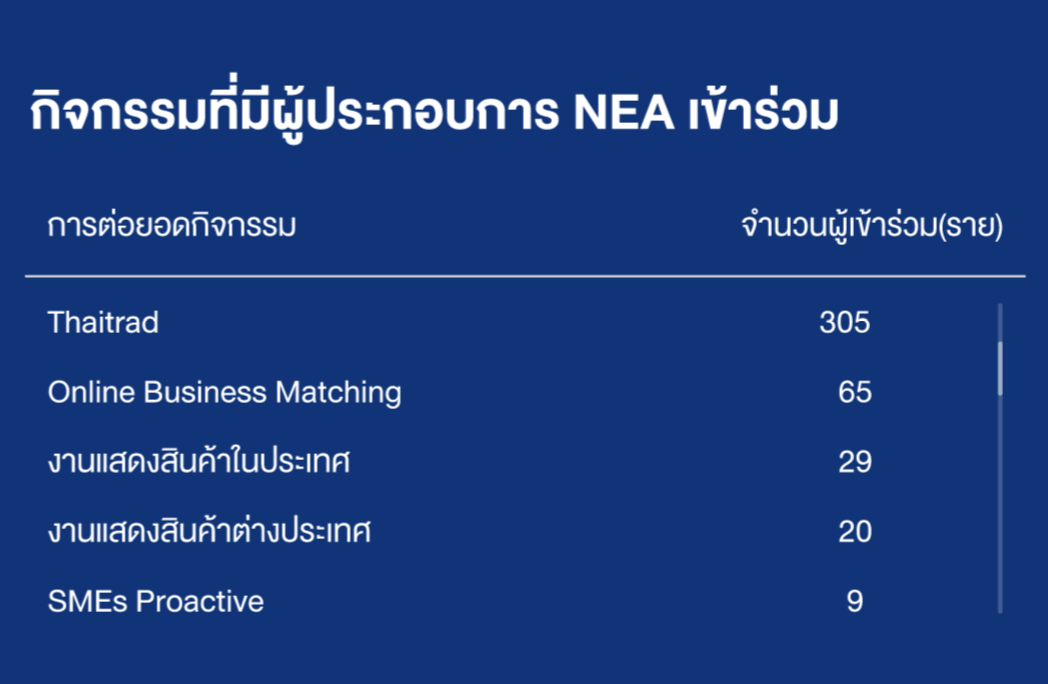 กิจกรรมที่มีผู้ประกอบการ NEA เข้าร่วม
การต่อยอดกิจกรรม จำนวนผู้เข้าร่วม(ราย)
Thaitrad 305
Online Business Matching 65
งานแสดงสินค้าในประเทศ 29
งานแสดงสินค้าต่างประเทศ 20
SMEs Proactive 9